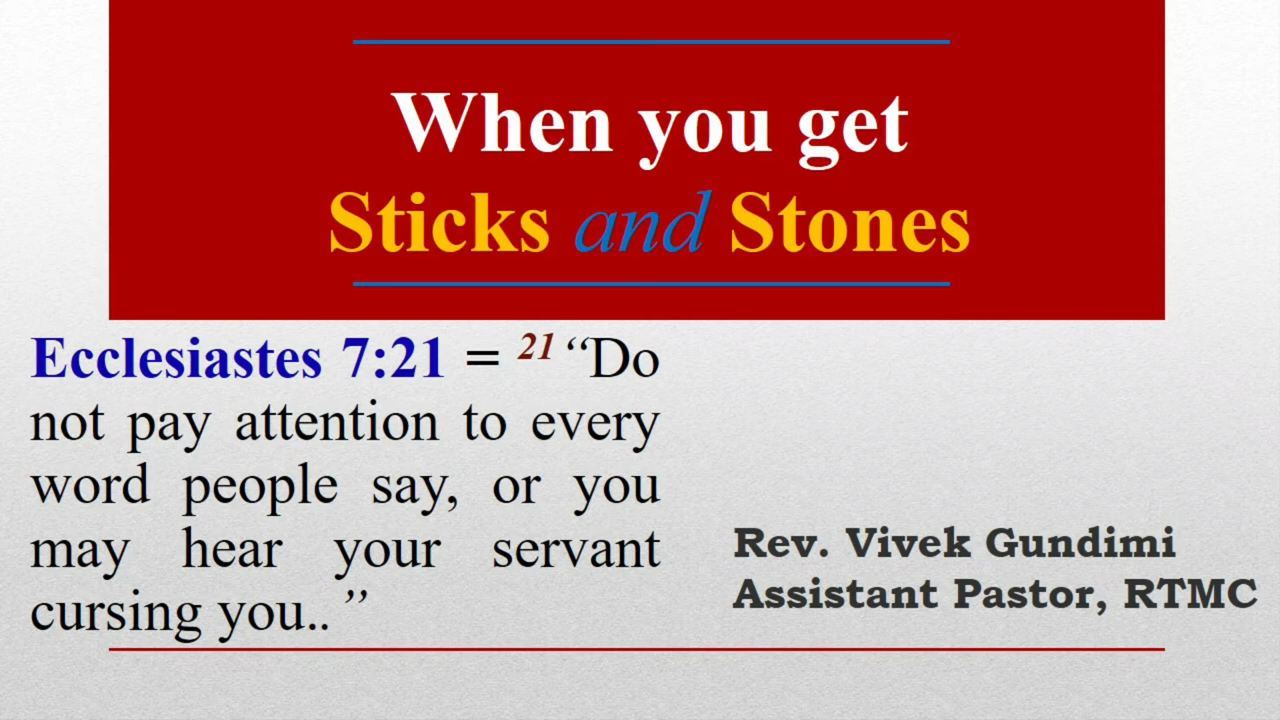 When you get
Sticks and Stones
Ecclesiastes 7:21 = 21 “Do
not pay attention to every
word people say, or you
may hear your servant
cursing you..”
Rev. Vivek Gundimi
Assistant Pastor, RTMC